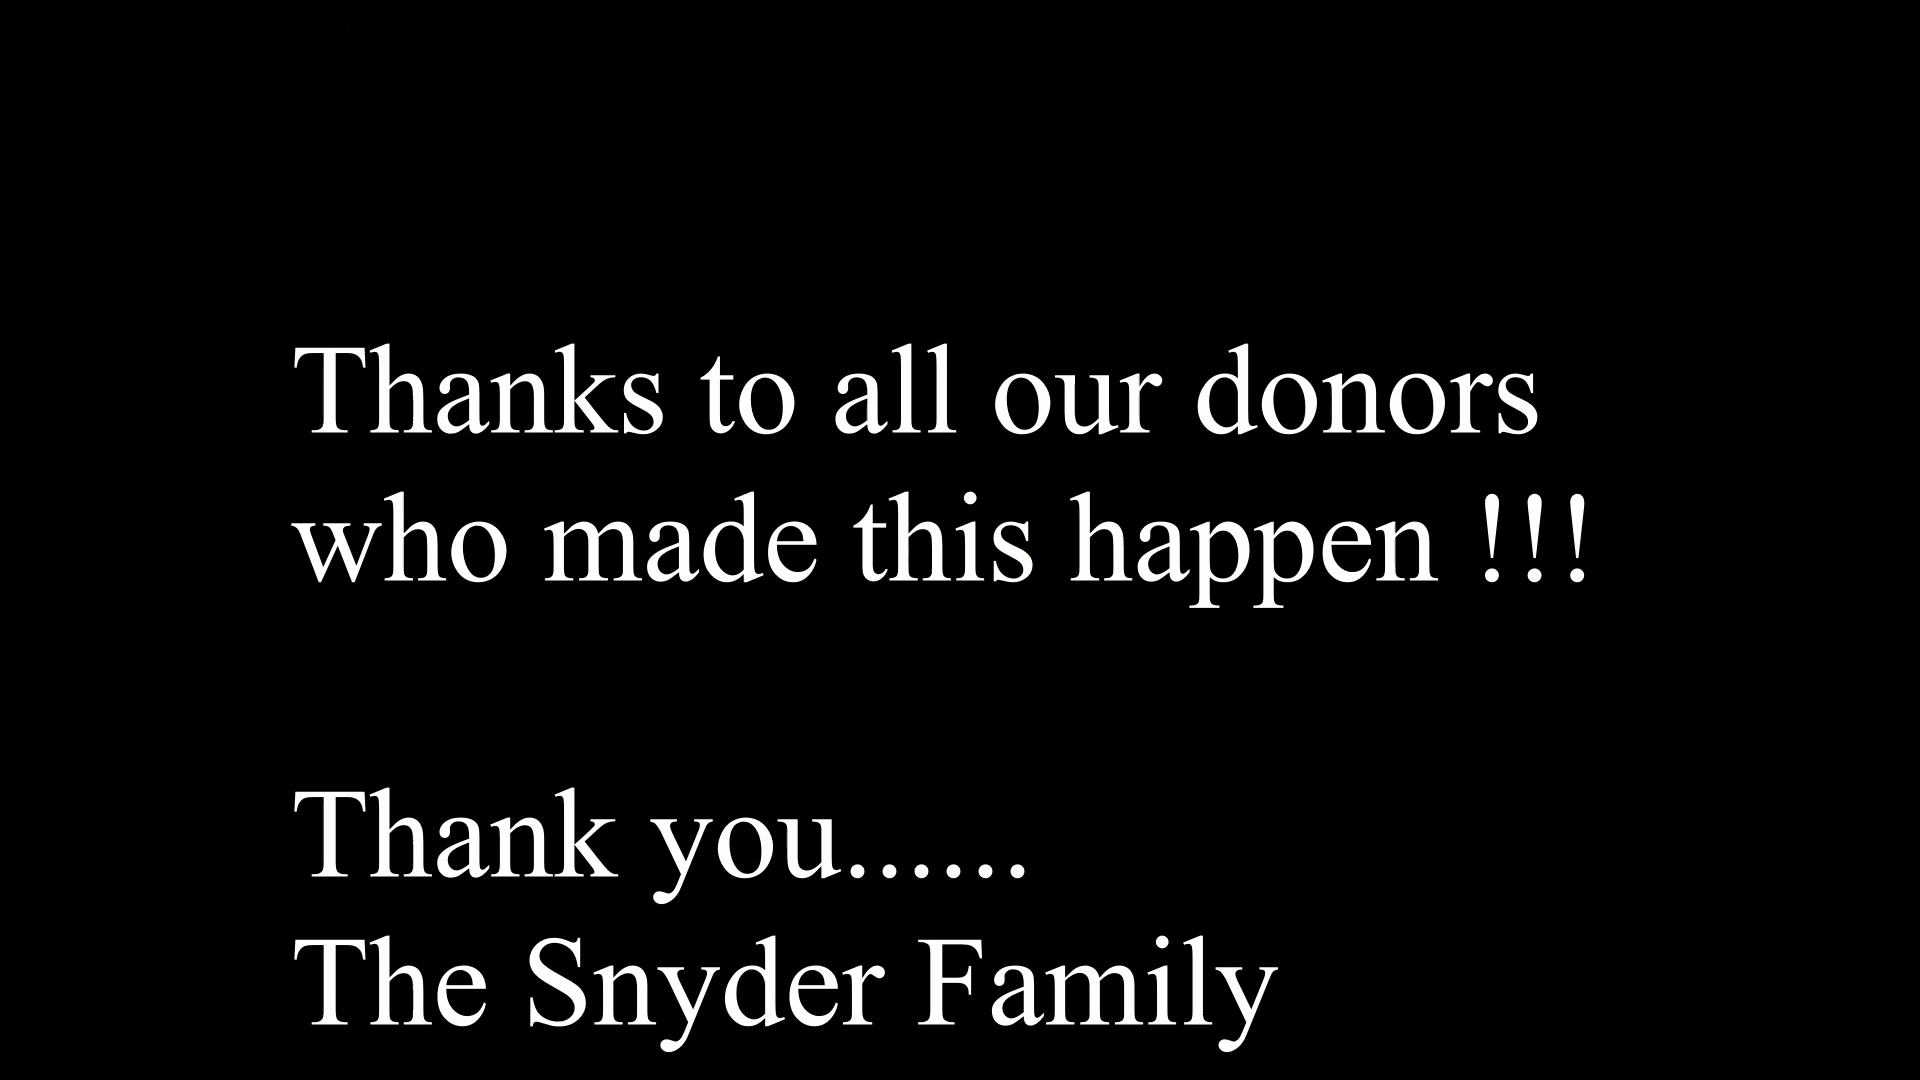 Thanks to all our donors
who made this happen !!!
Thank you......
The Snyder Family